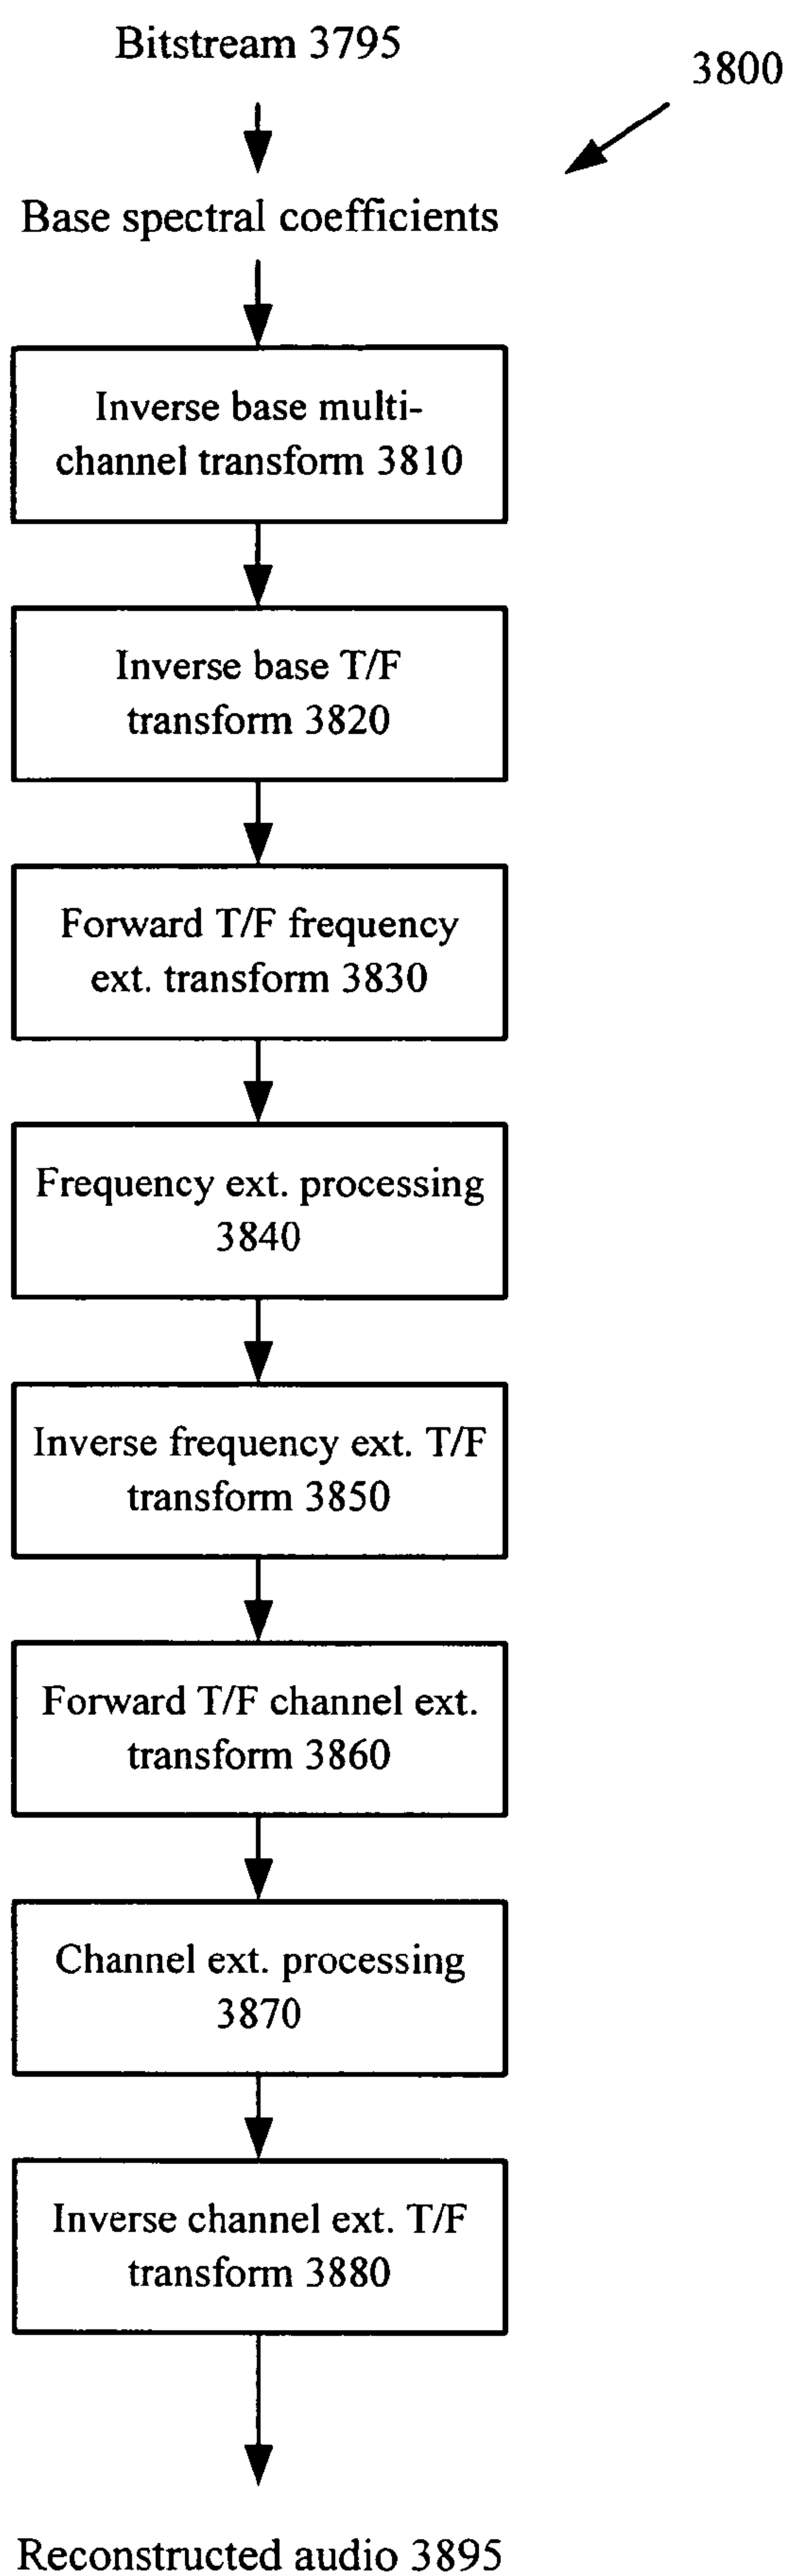 Bitstream 3795
3800
Base spectral coefficients
Inverse base multi-
channel transform 3810
Inverse base T/F
transform 3820
Forward T/F frequency
ext. transform 3830
Frequency ext. processing
3840
Inverse frequency ext. T/F
transform 3850
Forward T/F channel ext.
transform 3860
Channel ext. processing
3870
Inverse channel ext. T/F
transform 3880
Reconstructed audio 3895